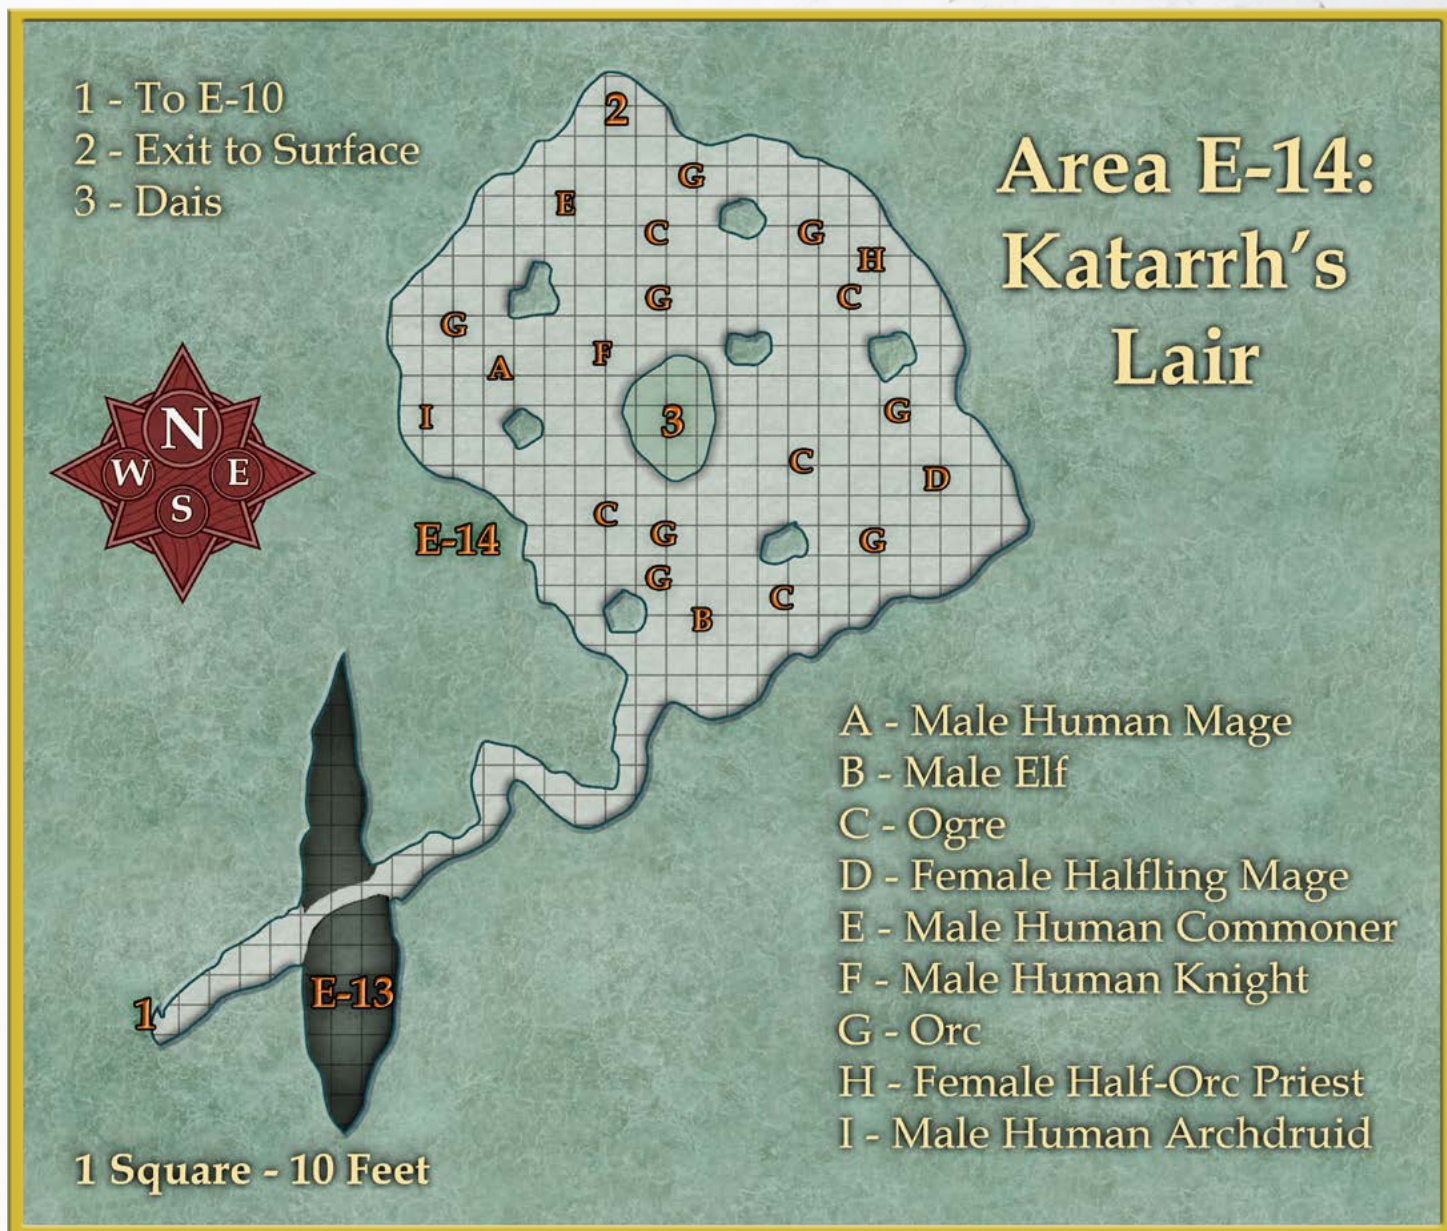 1 - To E-10
2 - Exit to Surface
3 - Dais
Area E-14:
Katarrh's
Lair
2
G
E
C
G
H
G
C
G
F
A
I
3
G
C
D
C
G
G
G
C
B
N
W
E
S
E-14
E-13
1
A - Male Human Mage
B - Male Elf
C - Ogre
D - Female Halfling Mage
E - Male Human Commoner
F - Male Human Knight
G - Orc
H - Female Half-Orc Priest
I - Male Human Archdruid
1 Square - 10 Feet